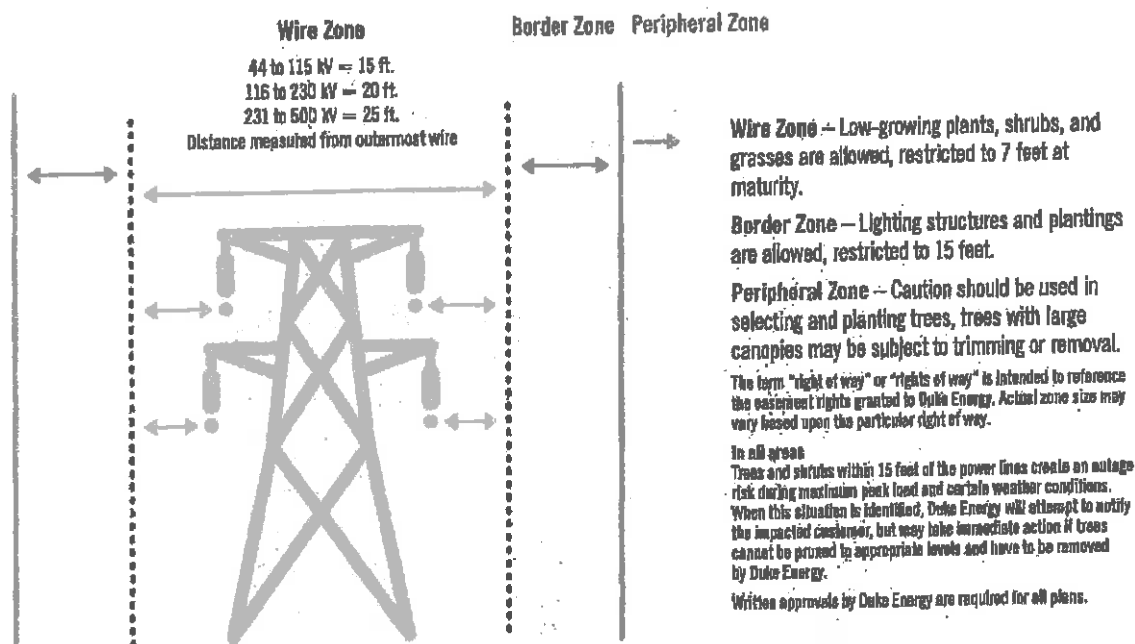 Wire Zone
44 to 115 kV = 15 ft.
116 to 230 kV = 20 ft.
231 to 500 kV = 25 ft.
Distance measured from outermost wire
Border Zone
Peripheral Zone
Wire Zone – Low-growing plants, shrubs, and
grasses are allowed, restricted to 7 feet at
maturity.
Border Zone – Lighting structures and plantings
are allowed, restricted to 15 feet.
Peripheral Zone – Caution should be used in
selecting and planting trees, trees with large
canopies may be subject to trimming or removal.
The term "right of way" or "rights of way" is intended to reference
the easement rights granted to Duke Energy. Actual zone size may
vary based upon the particular right of way.
In all areas
Trees and shrubs within 15 feet of the power lines create an outage
risk during maximum peak load and certain weather conditions.
When this situation is identified, Duke Energy will attempt to notify
the impacted customer, but may take immediate action if trees
cannot be pruned to appropriate levels and have to be removed
by Duke Energy.
Written approvals by Duke Energy are required for all plans.